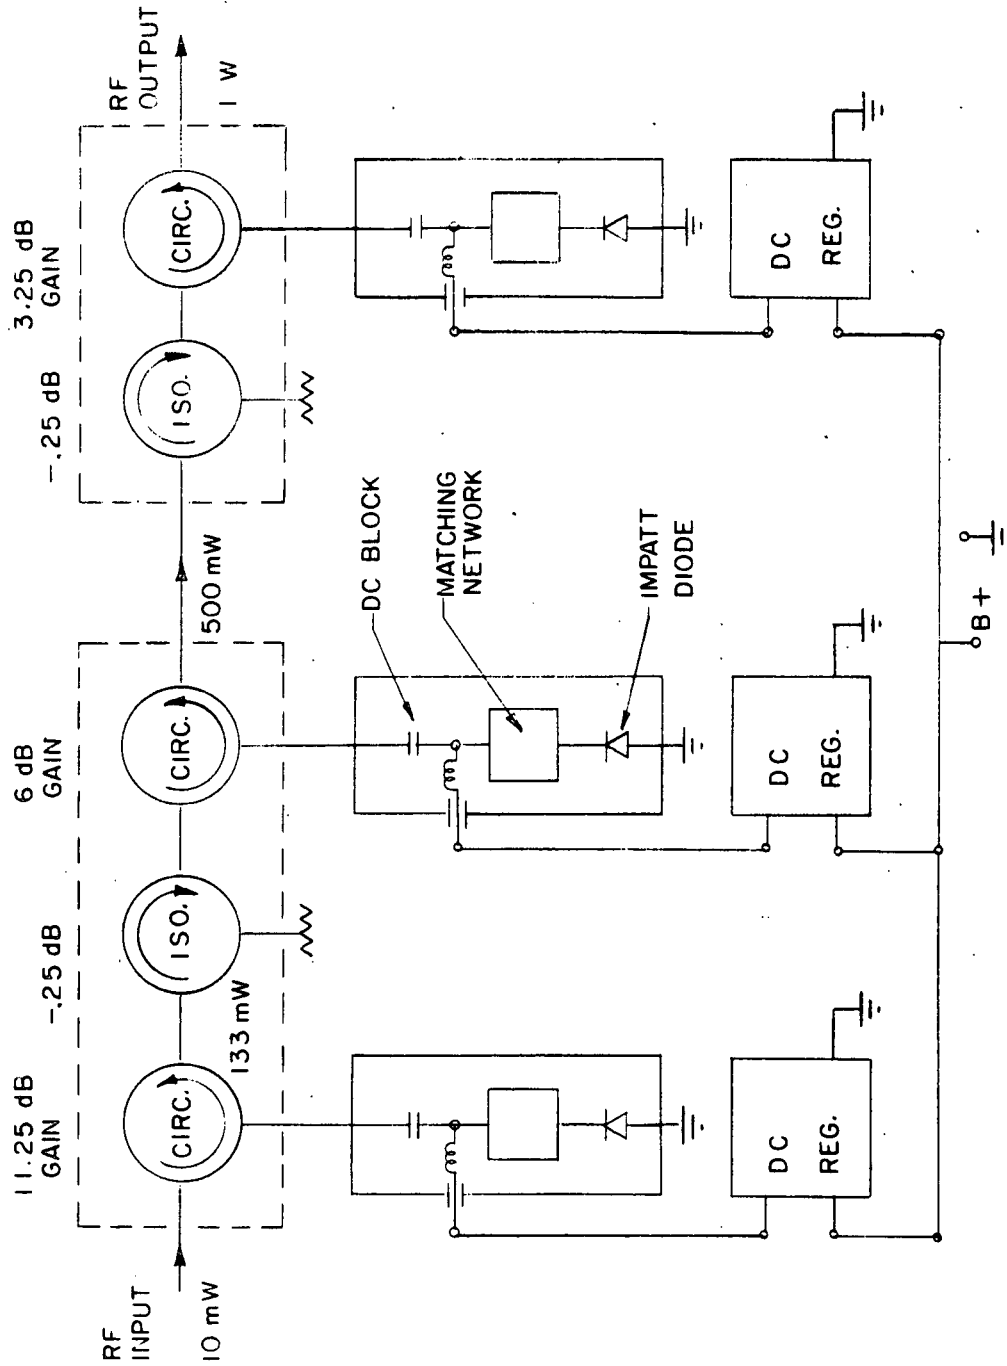 RF
INPUT
10 mW
11.25 dB
GAIN
-.25 dB
6 dB
GAIN
-.25 dB
3.25 dB
GAIN
CIRC.
133 mW
ISO.
CIRC.
500 mW
ISO.
CIRC.
RF
OUTPUT
1 W
DC BLOCK
MATCHING
NETWORK
IMPATT
DIODE
DC
REG.
DC
REG.
DC
REG.
B+